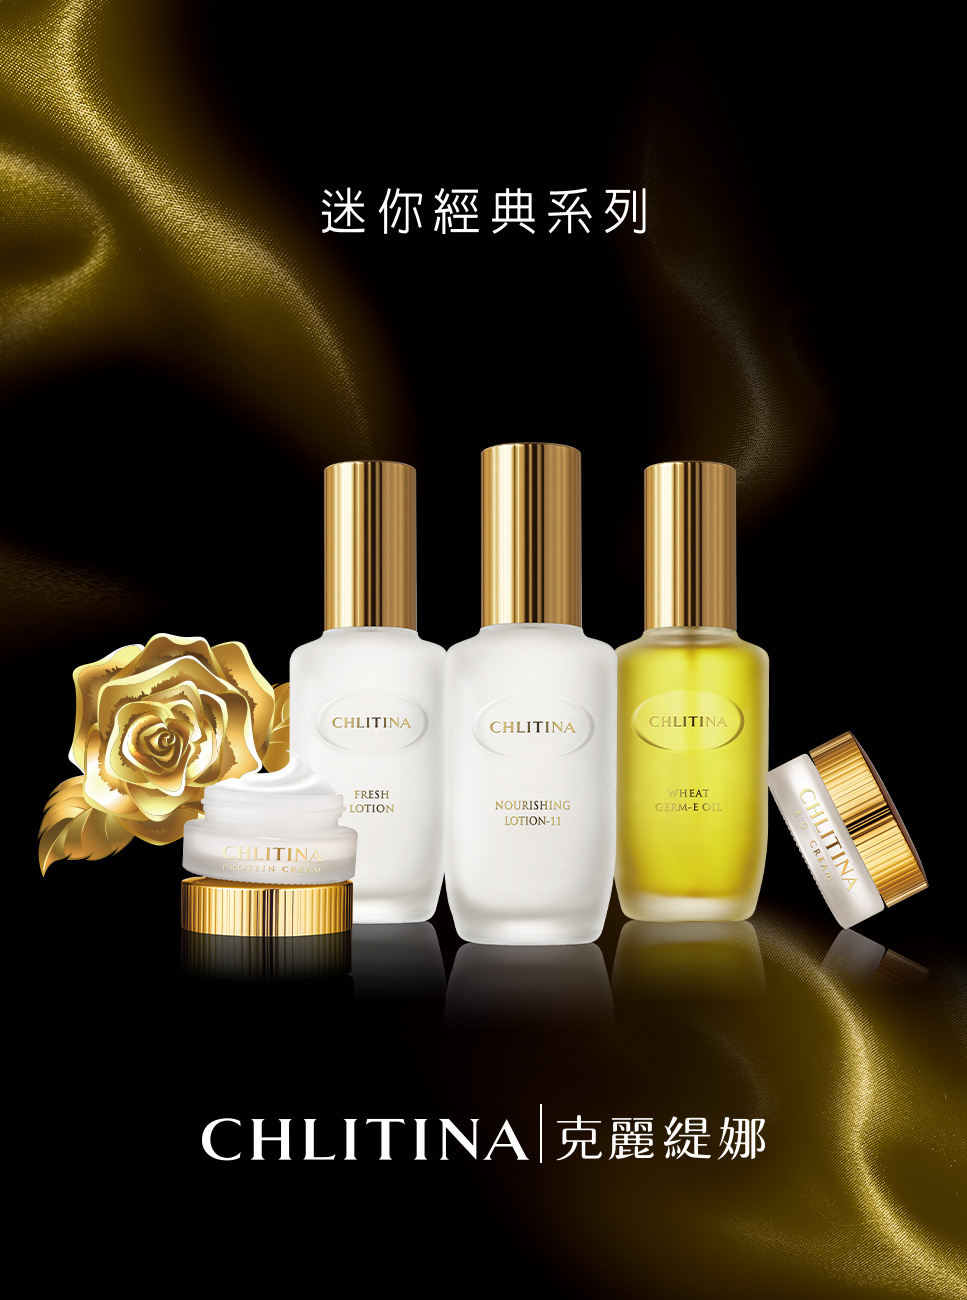 迷你經典系列
CHLITINA
FRESH
LOTION
CHLITINA
NOURISHING
LOTION-11
CHLITINA
WHEAT
GERM-E OIL
CHLITINA
PROTEIN CREAM
CHLITINA
E.O. CREAM
CHLITINA|克麗緹娜